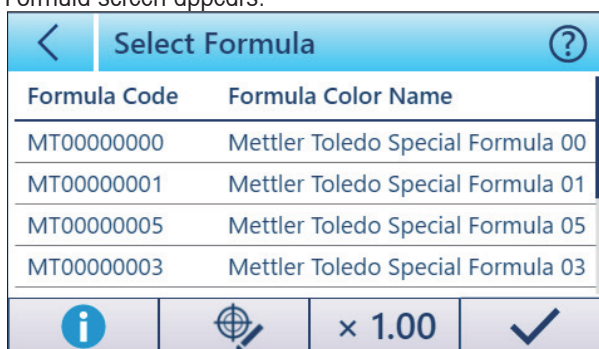 Formula screen appears.
Select Formula ?
Formula Code Formula Color Name
MT00000000 Mettler Toledo Special Formula 00
MT00000001 Mettler Toledo Special Formula 01
MT00000005 Mettler Toledo Special Formula 05
MT00000003 Mettler Toledo Special Formula 03
i × 1.00